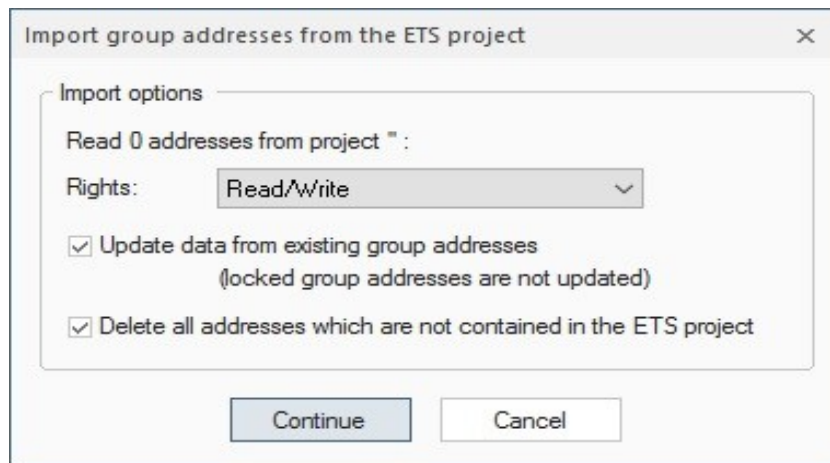 Import group addresses from the ETS project
Import options
Read 0 addresses from project '' :
Rights: Read/Write
Update data from existing group addresses
(locked group addresses are not updated)
Delete all addresses which are not contained in the ETS project
Continue Cancel